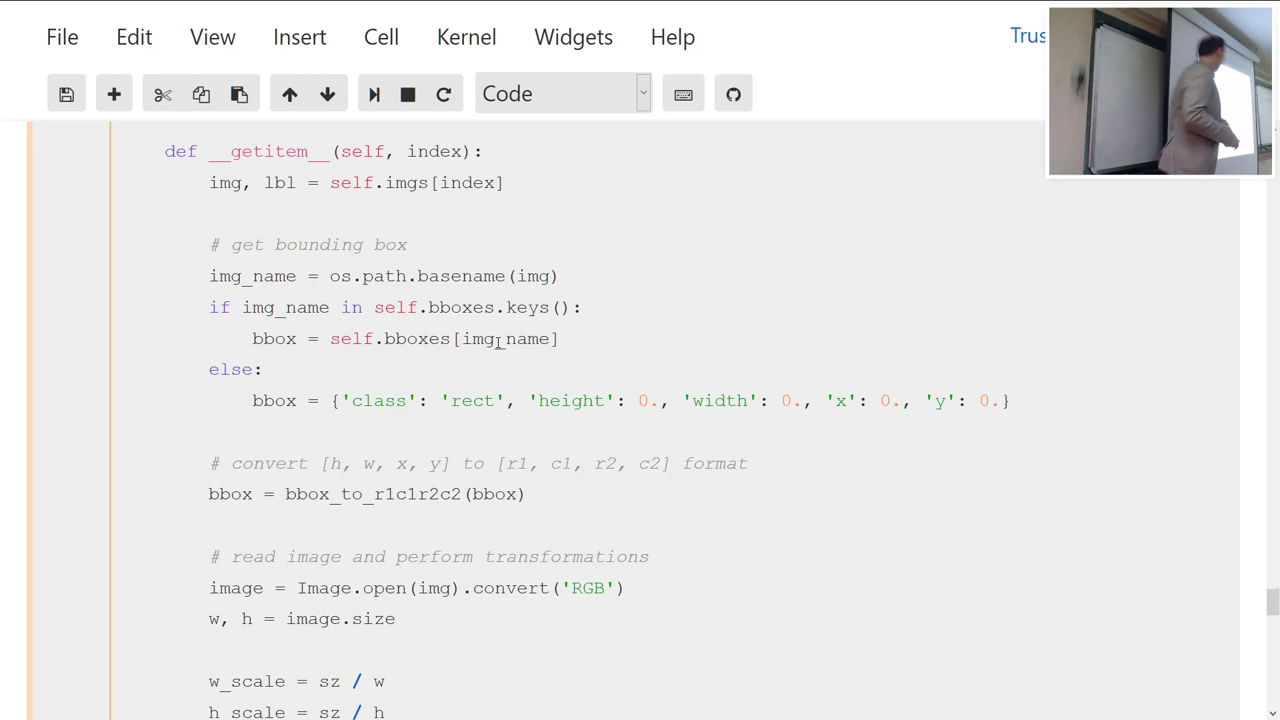 File Edit View Insert Cell Kernel Widgets Help Trus
Code
def __getitem__(self, index):
img, lbl = self.imgs[index]
# get bounding box
img_name = os.path.basename(img)
if img_name in self.bboxes.keys():
bbox = self.bboxes[img_name]
else:
bbox = {'class': 'rect', 'height': 0., 'width': 0., 'x': 0., 'y': 0.}
# convert [h, w, x, y] to [r1, c1, r2, c2] format
bbox = bbox_to_r1c1r2c2(bbox)
# read image and perform transformations
image = Image.open(img).convert('RGB')
w, h = image.size
w_scale = sz / w
h_scale = sz / h